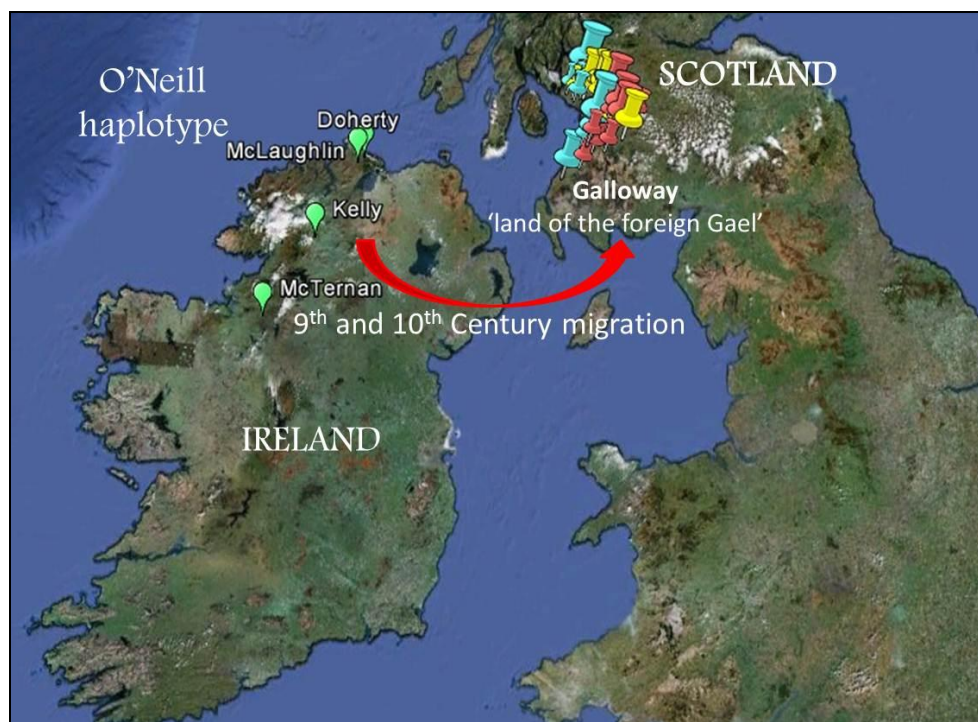 O'Neill
haplotype
SCOTLAND
Doherty
McLaughlin
Kelly
Galloway
'land of the foreign Gael'
McTernan
9th and 10th Century migration
IRELAND